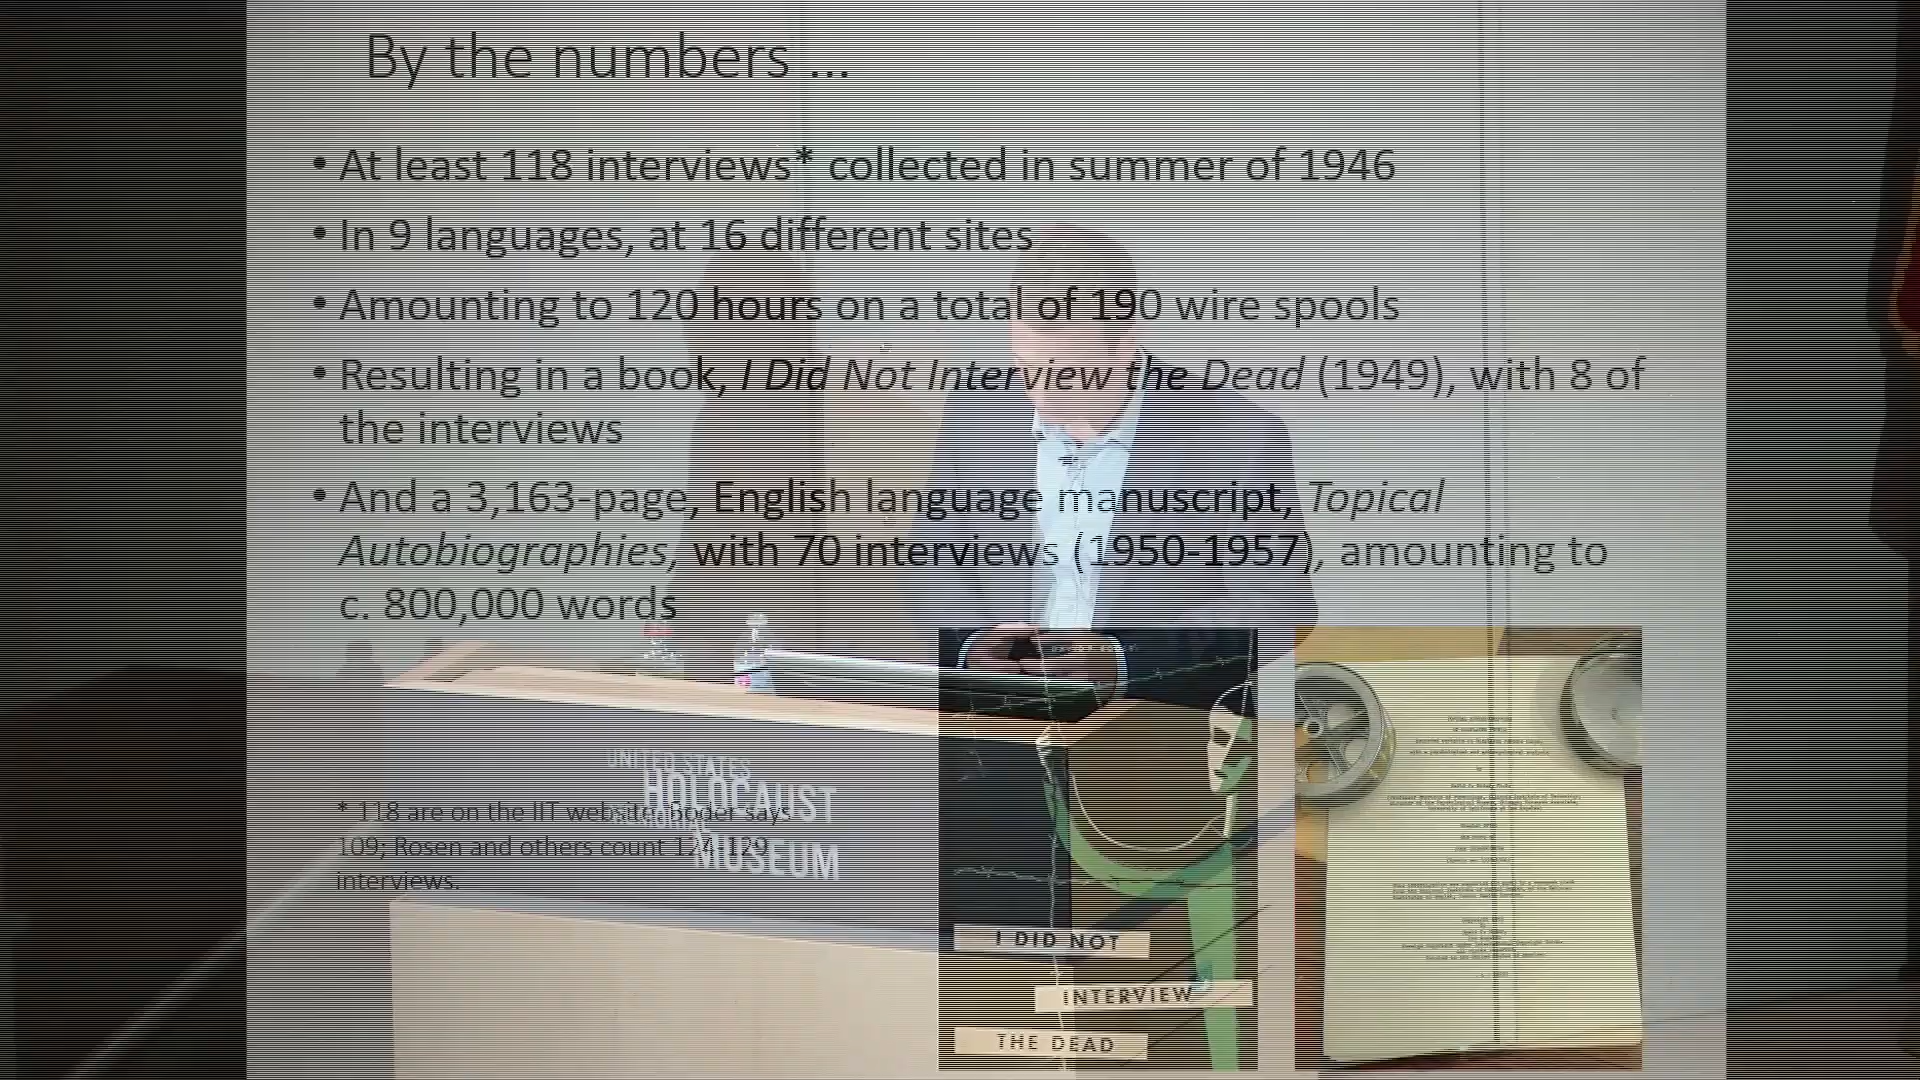 By the numbers ...
• At least 118 interviews* collected in summer of 1946
• In 9 languages, at 16 different sites
• Amounting to 120 hours on a total of 190 wire spools
• Resulting in a book, I Did Not Interview the Dead (1949), with 8 of
the interviews
• And a 3,163-page, English language manuscript, Topical
Autobiographies, with 70 interviews (1950-1957), amounting to
c. 800,000 words
UNITED STATES
HOLOCAUST
MEMORIAL
MUSEUM
* 118 are on the IIT website; Boder says
109; Rosen and others count 124-129
interviews.
I DID NOT
INTERVIEW
THE DEAD